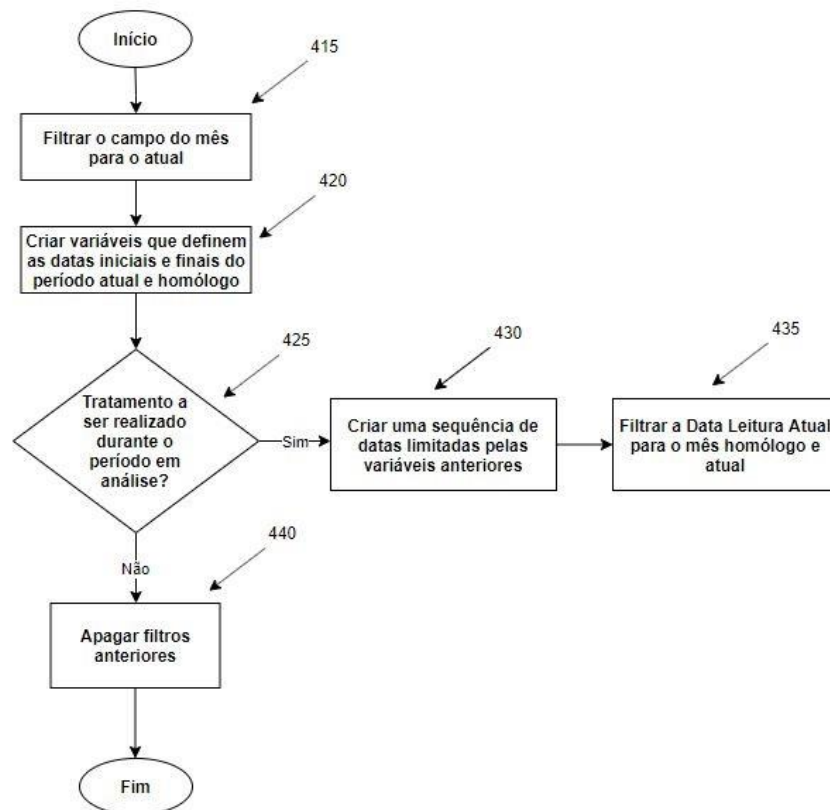 Início
415
Filtrar o campo do mês
para o atual
420
Criar variáveis que definem
as datas iniciais e finais do
período atual e homólogo
425
Tratamento a
ser realizado
durante o
período em
análise?
Sim
430
Criar uma sequência de
datas limitadas pelas
variáveis anteriores
435
Filtrar a Data Leitura Atual
para o mês homólogo e
atual
Não
440
Apagar filtros
anteriores
Fim